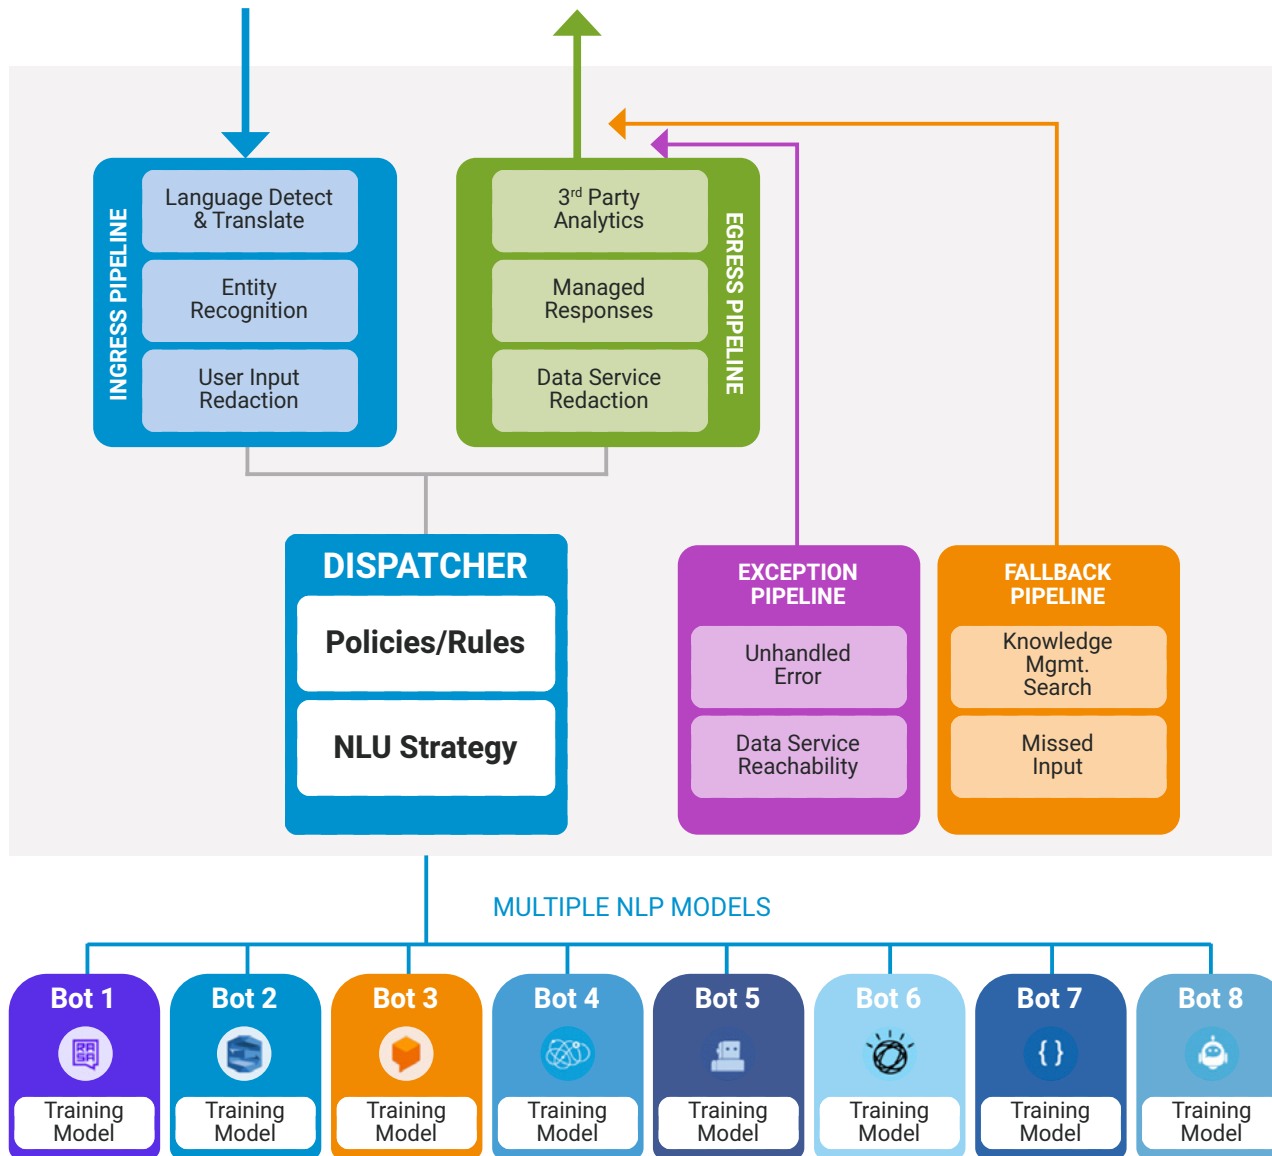 INGRESS PIPELINE
Language Detect
& Translate
Entity
Recognition
User Input
Redaction
3rd Party
Analytics
Managed
Responses
Data Service
Redaction
EGRESS PIPELINE
DISPATCHER
Policies/Rules
NLU Strategy
EXCEPTION
PIPELINE
Unhandled
Error
Data Service
Reachability
FALLBACK
PIPELINE
Knowledge
Mgmt.
Search
Missed
Input
MULTIPLE NLP MODELS
Bot 1
RASA
Training
Model
Bot 2
Training
Model
Bot 3
Training
Model
Bot 4
Training
Model
Bot 5
Training
Model
Bot 6
Training
Model
Bot 7
{ }
Training
Model
Bot 8
Training
Model